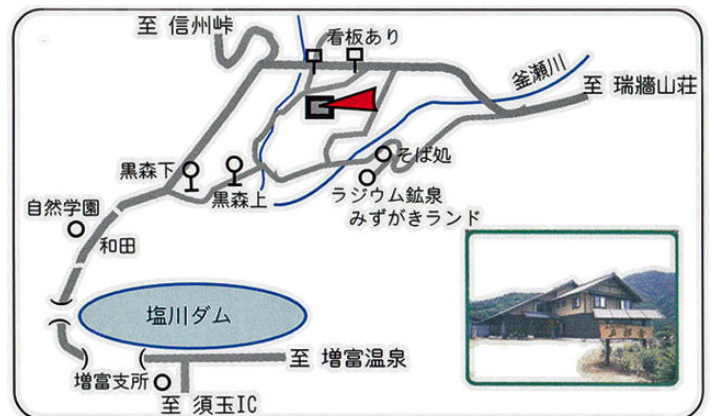 至 信州峠
看板あり
釜瀬川
至 瑞牆山荘
そば処
黒森下
黒森上
ラジウム鉱泉
みずがきランド
自然学園
和田
塩川ダム
至 増富温泉
増富支所
至 須玉IC